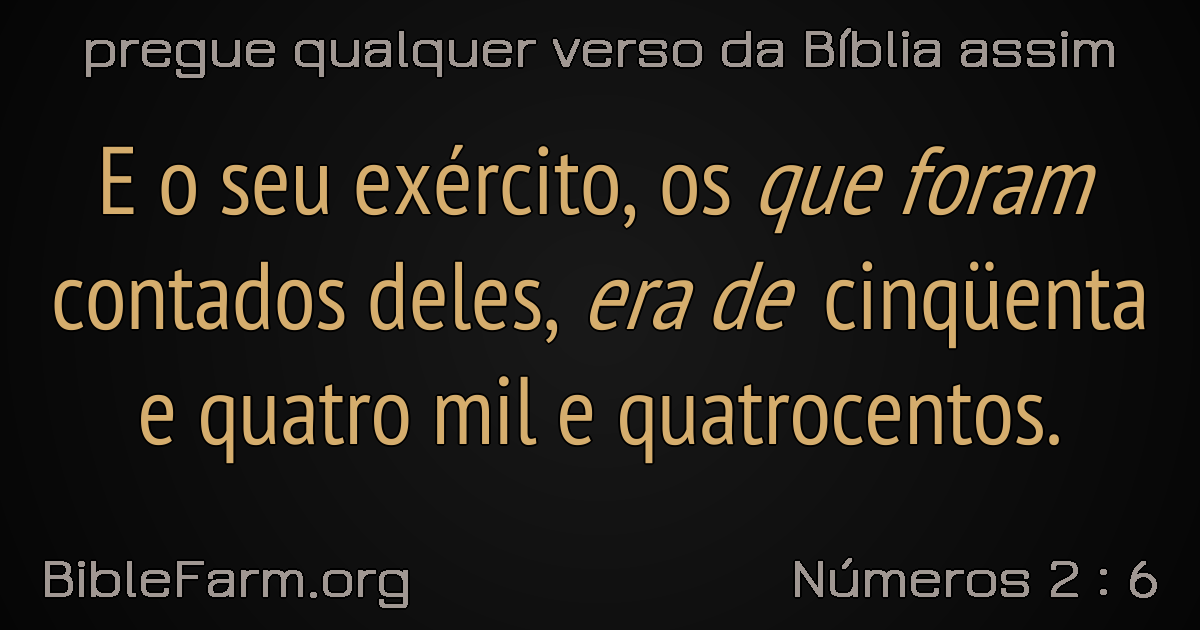 pregue qualquer verso da Bíblia assim
E o seu exército, os que foram
contados deles, era de cinqüenta
e quatro mil e quatrocentos.
BibleFarm.org
Números 2 : 6